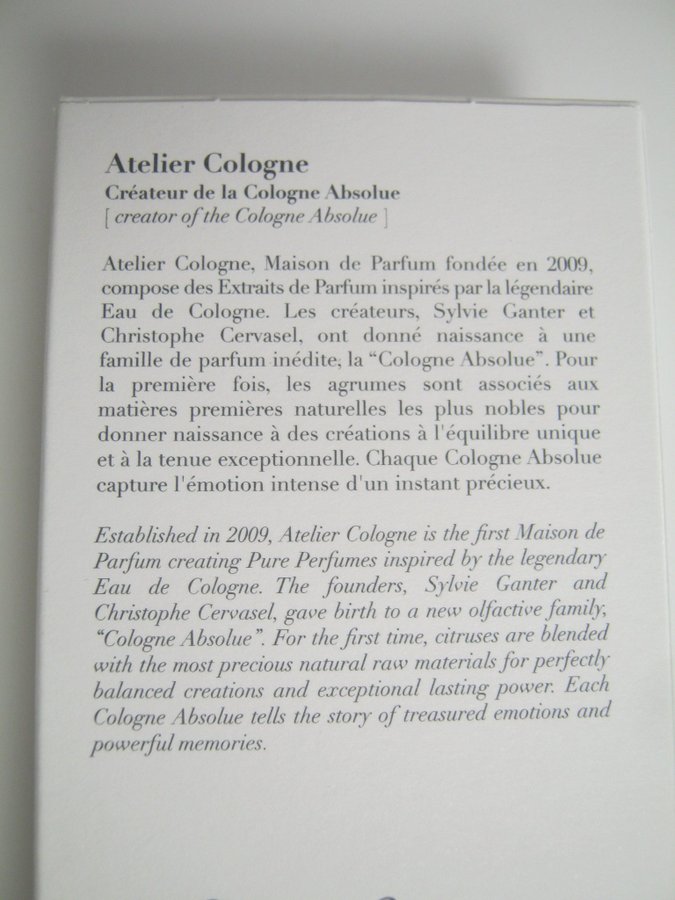 Atelier Cologne
Créateur de la Cologne Absolue
[ creator of the Cologne Absolue ]
Atelier Cologne, Maison de Parfum fondée en 2009,
compose des Extraits de Parfum inspirés par la légendaire
Eau de Cologne. Les créateurs, Sylvie Ganter et
Christophe Cervasel, ont donné naissance à une
famille de parfum inédite, la “Cologne Absolue”. Pour
la première fois, les agrumes sont associés aux
matières premières naturelles les plus nobles pour
donner naissance à des créations à l'équilibre unique
et à la tenue exceptionnelle. Chaque Cologne Absolue
capture l'émotion intense d'un instant précieux.
Established in 2009, Atelier Cologne is the first Maison de
Parfum creating Pure Perfumes inspired by the legendary
Eau de Cologne. The founders, Sylvie Ganter and
Christophe Cervasel, gave birth to a new olfactive family,
“Cologne Absolue”. For the first time, citruses are blended
with the most precious natural raw materials for perfectly
balanced creations and exceptional lasting power. Each
Cologne Absolue tells the story of treasured emotions and
powerful memories.